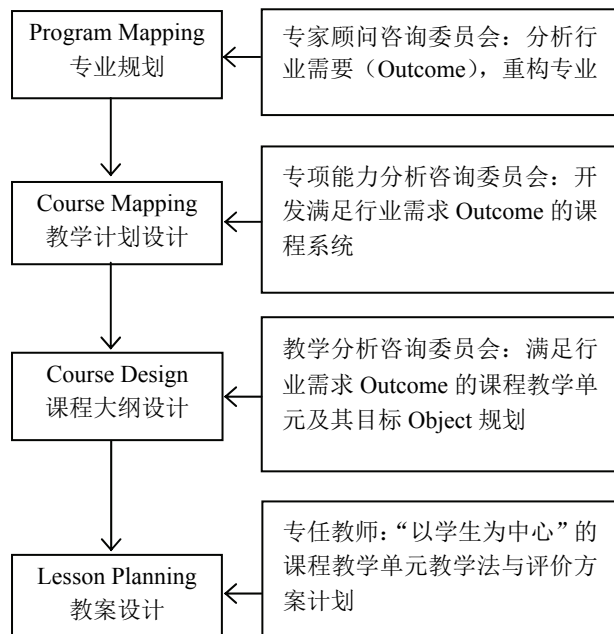 Program Mapping
专业规划
专家顾问咨询委员会：分析行
业需要（Outcome），重构专业
Course Mapping
教学计划设计
专项能力分析咨询委员会：开
发满足行业需求 Outcome 的课
程系统
Course Design
课程大纲设计
教学分析咨询委员会：满足行
业需求 Outcome 的课程教学单
元及其目标 Object 规划
Lesson Planning
教案设计
专任教师：“以学生为中心”的
课程教学单元教学法与评价方
案计划